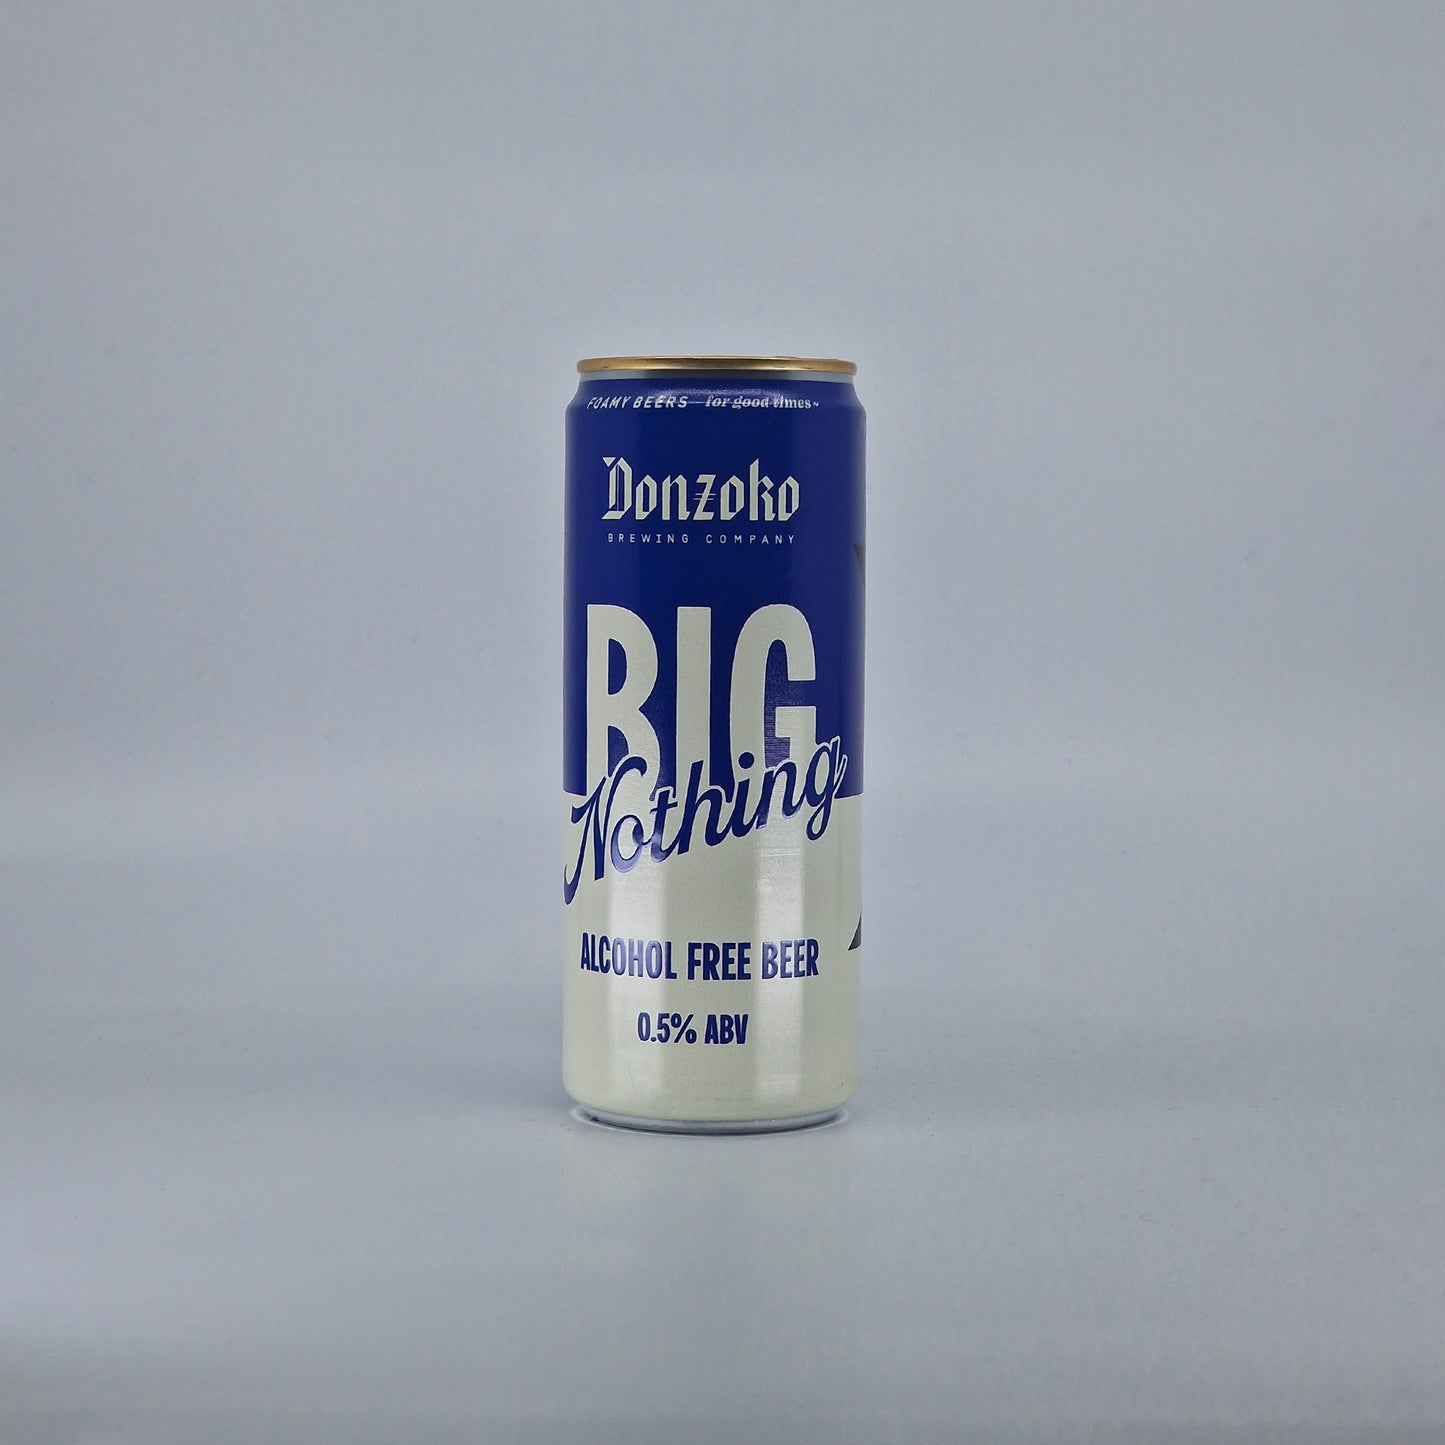 FOAMY BEERS for good times~
Donzoko
BREWING COMPANY
BIG
Nothing
ALCOHOL FREE BEER
0.5% ABV